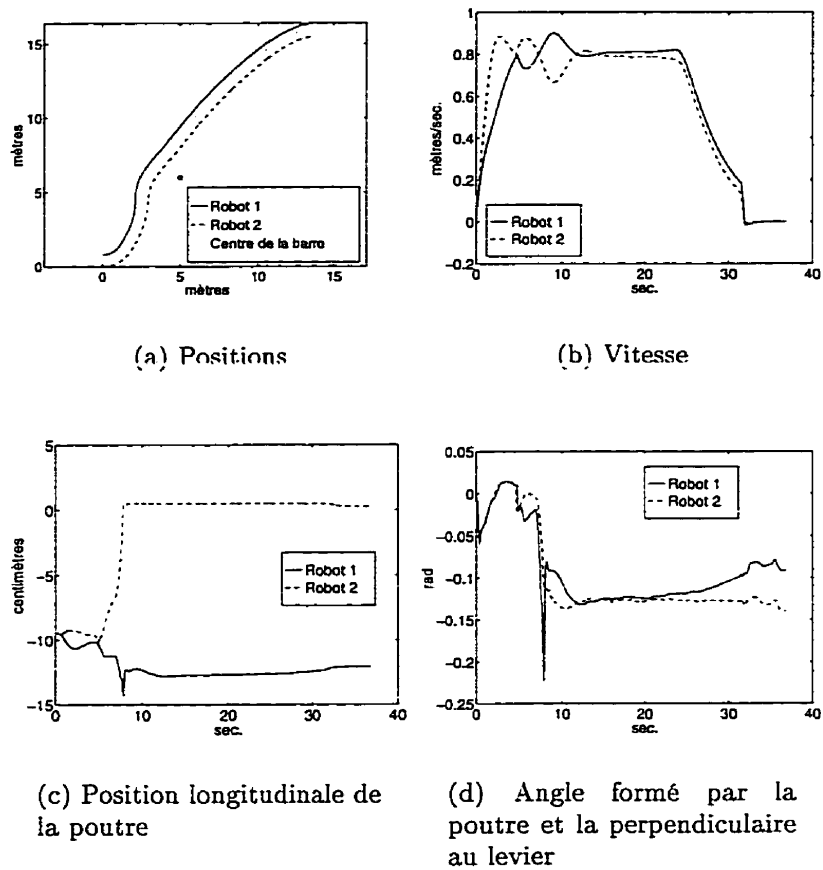 15
10
5
0
mètres
0
5
10
15
mètres
Robot 1
Robot 2
Centre de la barre
(a) Positions
1
0.8
0.6
0.4
0.2
0
-0.2
mètres/sec.
0
10
20
30
40
sec.
Robot 1
Robot 2
(b) Vitesse
5
0
-5
-10
-15
centimètres
0
10
20
30
40
sec.
Robot 1
Robot 2
(c) Position longitudinale de
la poutre
0.05
0
-0.05
-0.1
-0.15
-0.2
-0.25
rad
0
10
20
30
40
sec.
Robot 1
Robot 2
(d) Angle formé par la
poutre et la perpendiculaire
au levier